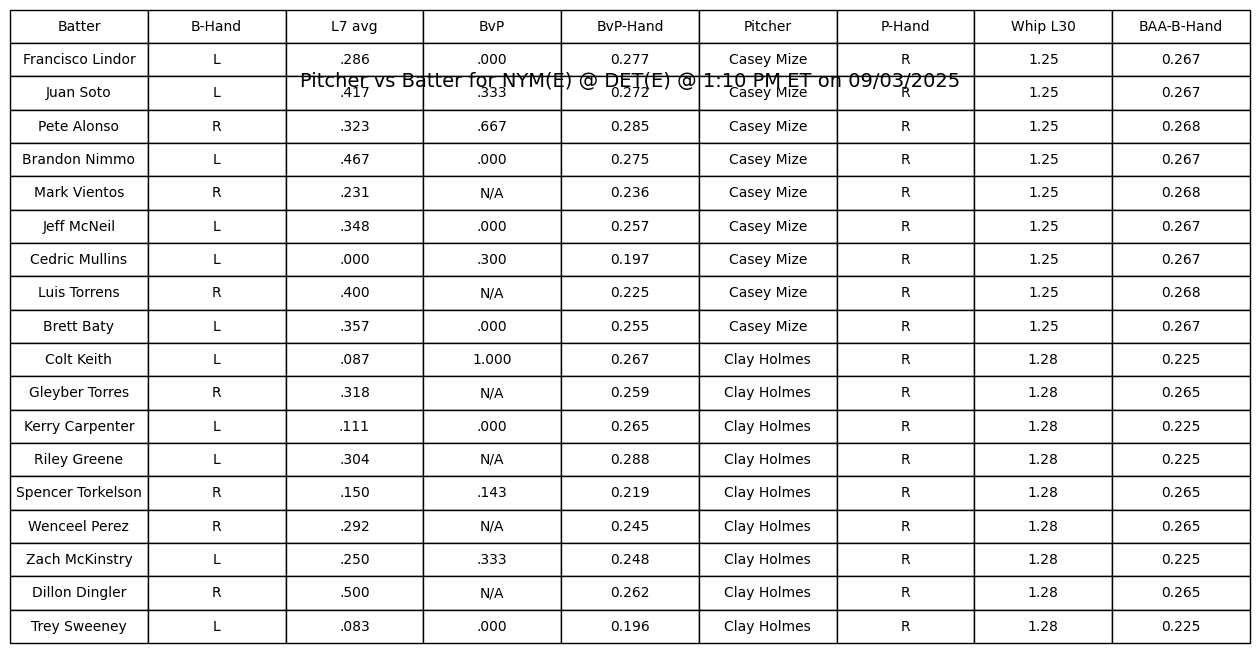 Batter B-Hand L7 avg BvP BvP-Hand Pitcher P-Hand Whip L30 BAA-B-Hand
Francisco Lindor L .286 .000 0.277 Casey Mize R 1.25 0.267
Pitcher vs Batter for NYM(E) @ DET(E) @ 1:10 PM ET on 09/03/2025
Juan Soto L .417 .333 0.272 Casey Mize R 1.25 0.267
Pete Alonso R .323 .667 0.285 Casey Mize R 1.25 0.268
Brandon Nimmo L .467 .000 0.275 Casey Mize R 1.25 0.267
Mark Vientos R .231 N/A 0.236 Casey Mize R 1.25 0.268
Jeff McNeil L .348 .000 0.257 Casey Mize R 1.25 0.267
Cedric Mullins L .000 .300 0.197 Casey Mize R 1.25 0.267
Luis Torrens R .400 N/A 0.225 Casey Mize R 1.25 0.268
Brett Baty L .357 .000 0.255 Casey Mize R 1.25 0.267
Colt Keith L .087 1.000 0.267 Clay Holmes R 1.28 0.225
Gleyber Torres R .318 N/A 0.259 Clay Holmes R 1.28 0.265
Kerry Carpenter L .111 .000 0.265 Clay Holmes R 1.28 0.225
Riley Greene L .304 N/A 0.288 Clay Holmes R 1.28 0.225
Spencer Torkelson R .150 .143 0.219 Clay Holmes R 1.28 0.265
Wenceel Perez R .292 N/A 0.245 Clay Holmes R 1.28 0.265
Zach McKinstry L .250 .333 0.248 Clay Holmes R 1.28 0.225
Dillon Dingler R .500 N/A 0.262 Clay Holmes R 1.28 0.265
Trey Sweeney L .083 .000 0.196 Clay Holmes R 1.28 0.225